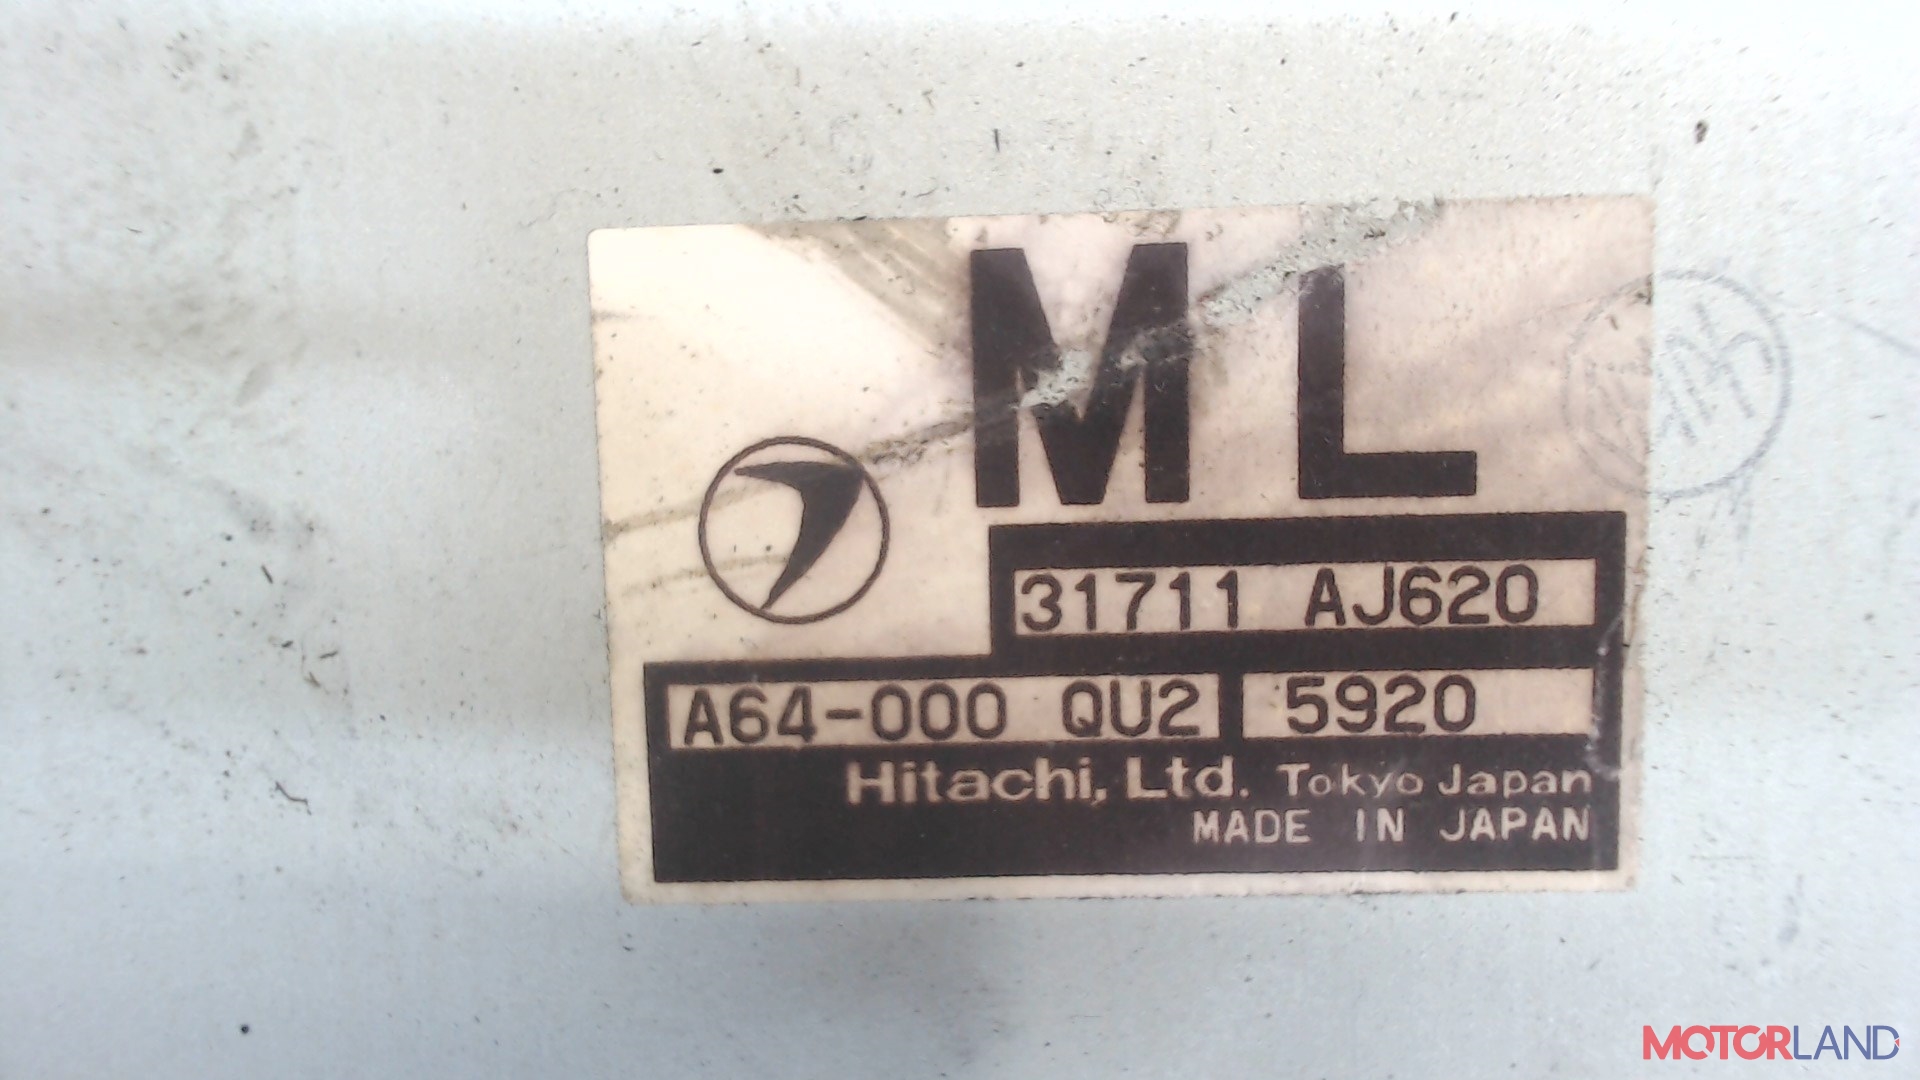 ML
31711 AJ620
A64-000 QU2 5920
Hitachi, Ltd. Tokyo Japan
MADE IN JAPAN
MOTORLAND